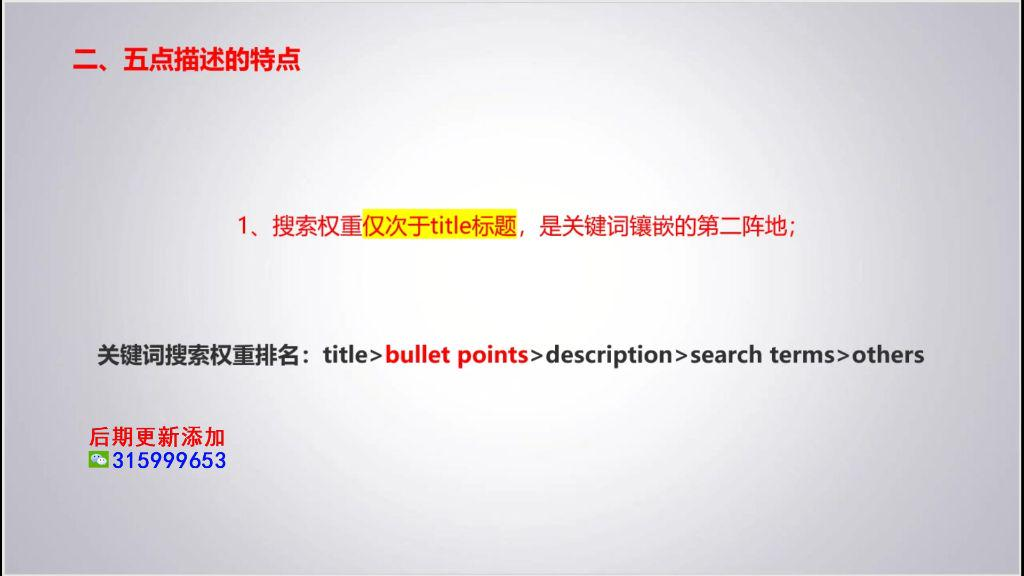 二、五点描述的特点
1、搜索权重仅次于title标题，是关键词镶嵌的第二阵地；
关键词搜索权重排名：title>bullet points>description>search terms>others
后期更新添加
315999653